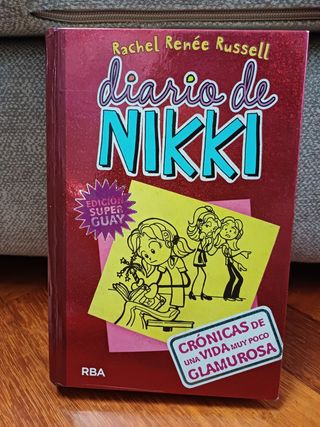 Rachel Renée Russell
diario de
NIKKI
EDICIÓN
SUPER
GUAY
CRÓNICAS DE
UNA VIDA MUY POCO
GLAMUROSA
RBA